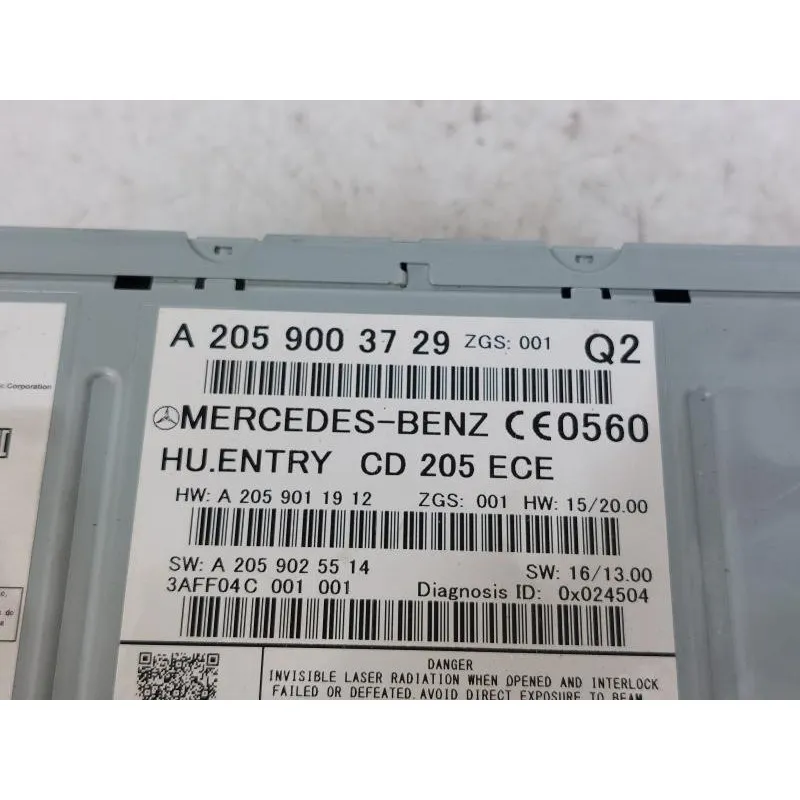 A 205 900 37 29 ZGS: 001 Q2
MERCEDES-BENZ CE0560
HU.ENTRY CD 205 ECE
HW: A 205 901 19 12 ZGS: 001 HW: 15/20.00
SW: A 205 902 55 14 SW: 16/13.00
3AFF04C 001 001 Diagnosis ID: 0x024504
DANGER
INVISIBLE LASER RADIATION WHEN OPENED AND INTERLOCK
FAILED OR DEFEATED. AVOID DIRECT EXPOSURE TO BEAM
Corporation